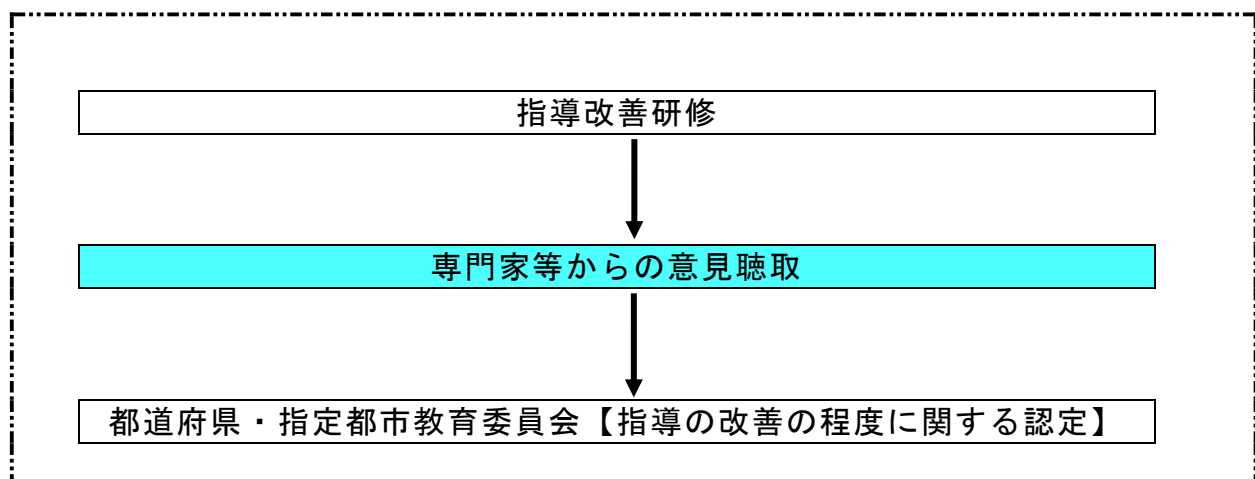 指導改善研修
専門家等からの意見聴取
都道府県・指定都市教育委員会【指導の改善の程度に関する認定】